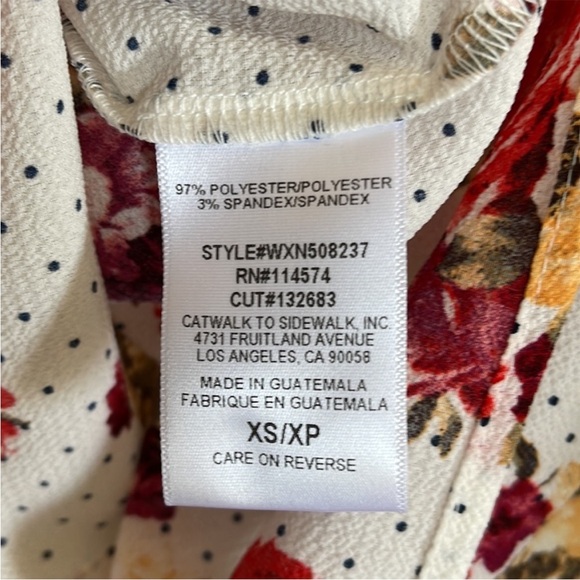 97% POLYESTER/POLYESTER
3% SPANDEX/SPANDEX
STYLE#WXN508237
RN#114574
CUT#132683
CATWALK TO SIDEWALK, INC.
4731 FRUITLAND AVENUE
LOS ANGELES, CA 90058
MADE IN GUATEMALA
FABRIQUE EN GUATEMALA
XS/XP
CARE ON REVERSE